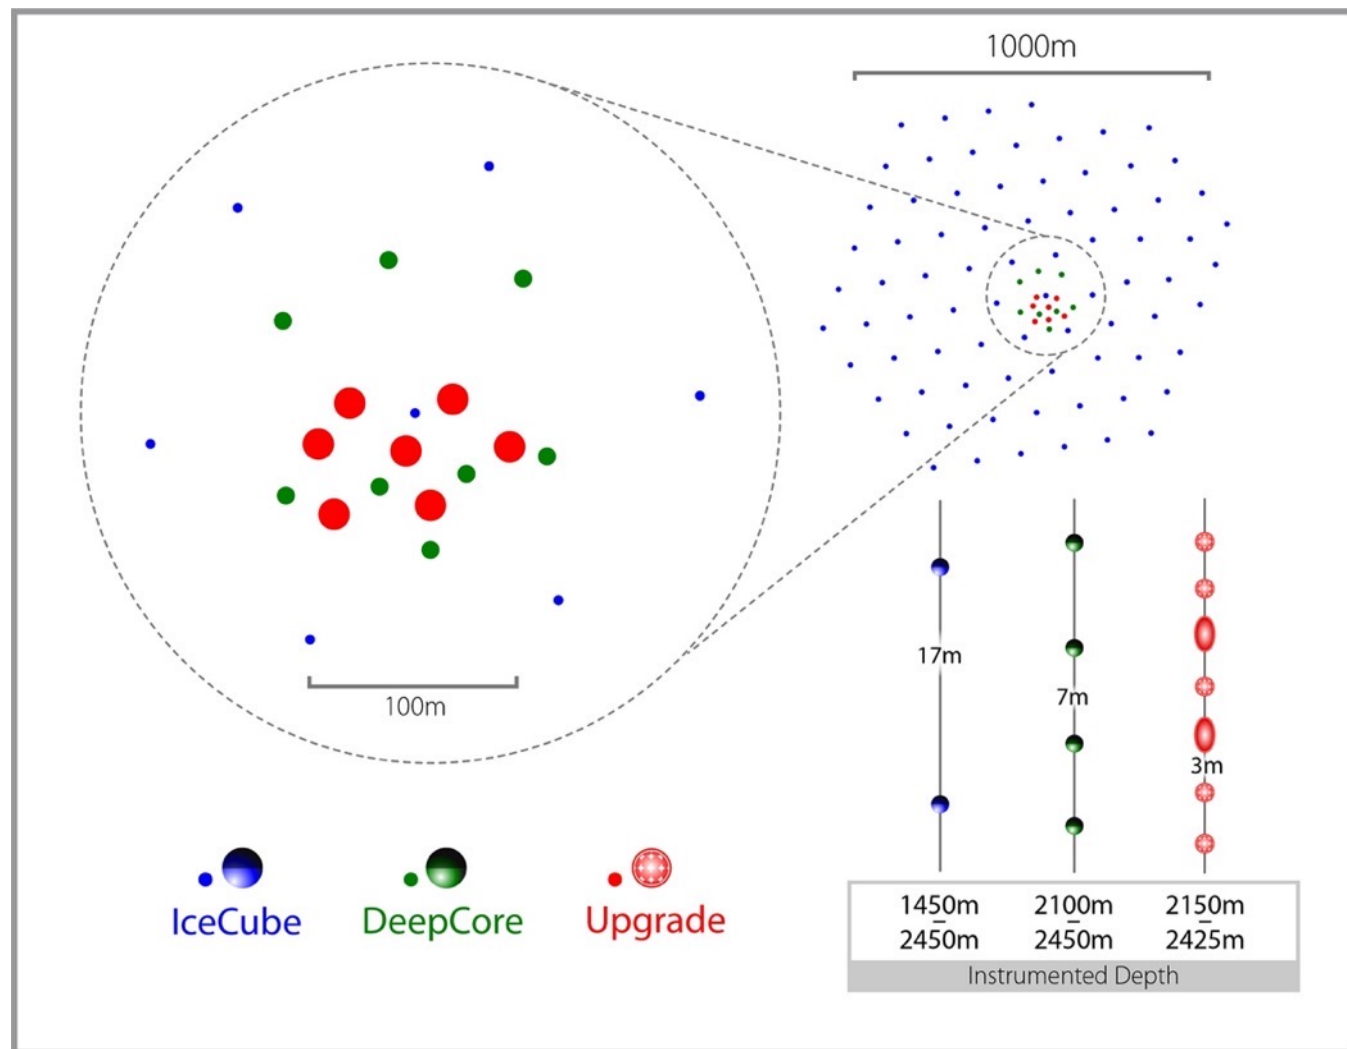 1000m
100m
17m
7m
3m
IceCube
DeepCore
Upgrade
1450m
–
2450m
2100m
–
2450m
2150m
–
2425m
Instrumented Depth